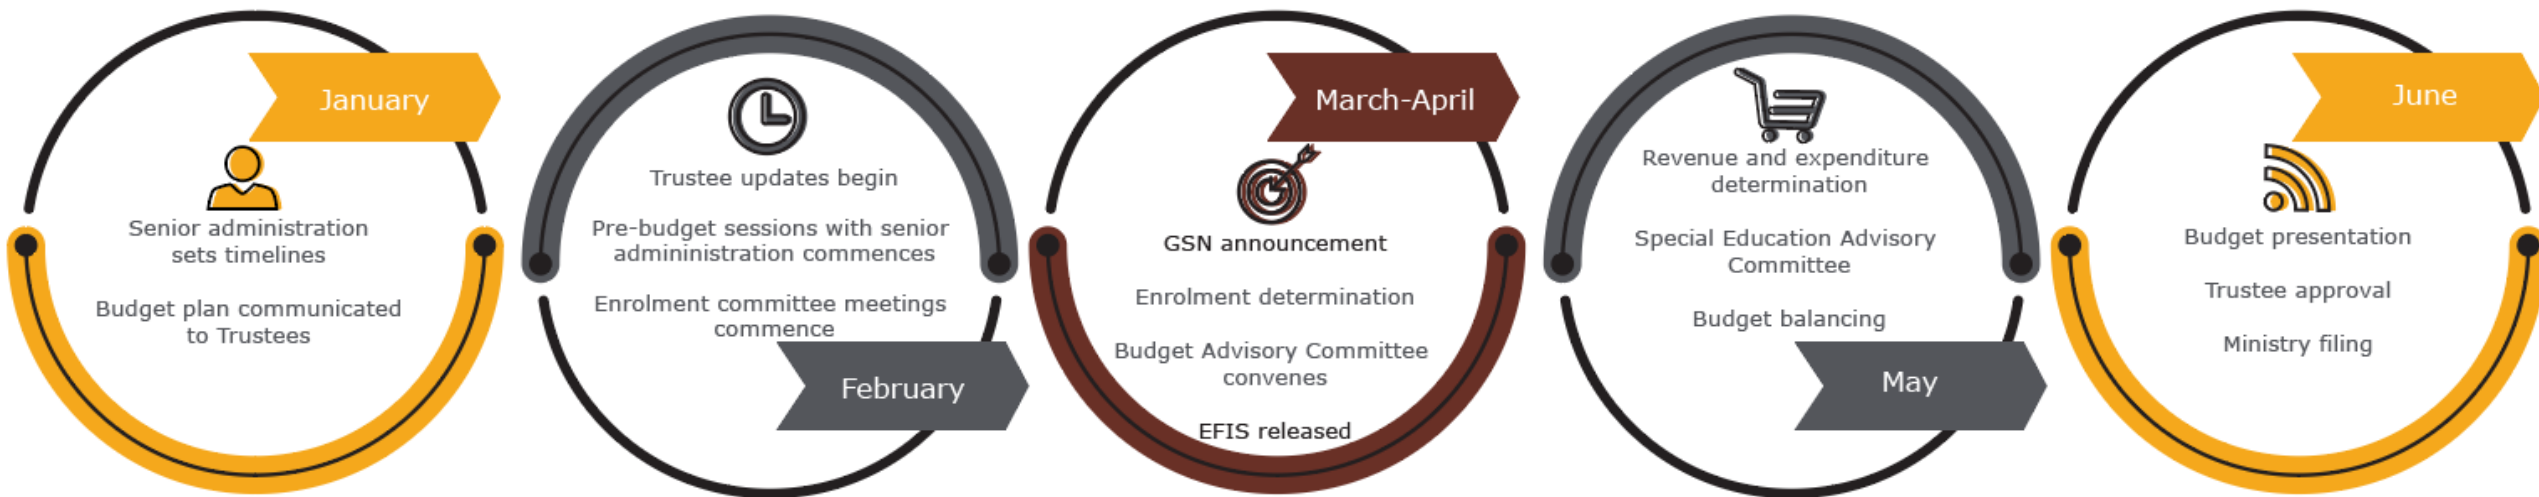 January
Senior administration
sets timelines
Budget plan communicated
to Trustees
Trustee updates begin
Pre-budget sessions with senior
admininistration commences
Enrolment committee meetings
commence
February
March-April
GSN announcement
Enrolment determination
Budget Advisory Committee
convenes
EFIS released
Revenue and expenditure
determination
Special Education Advisory
Committee
Budget balancing
May
June
Budget presentation
Trustee approval
Ministry filing